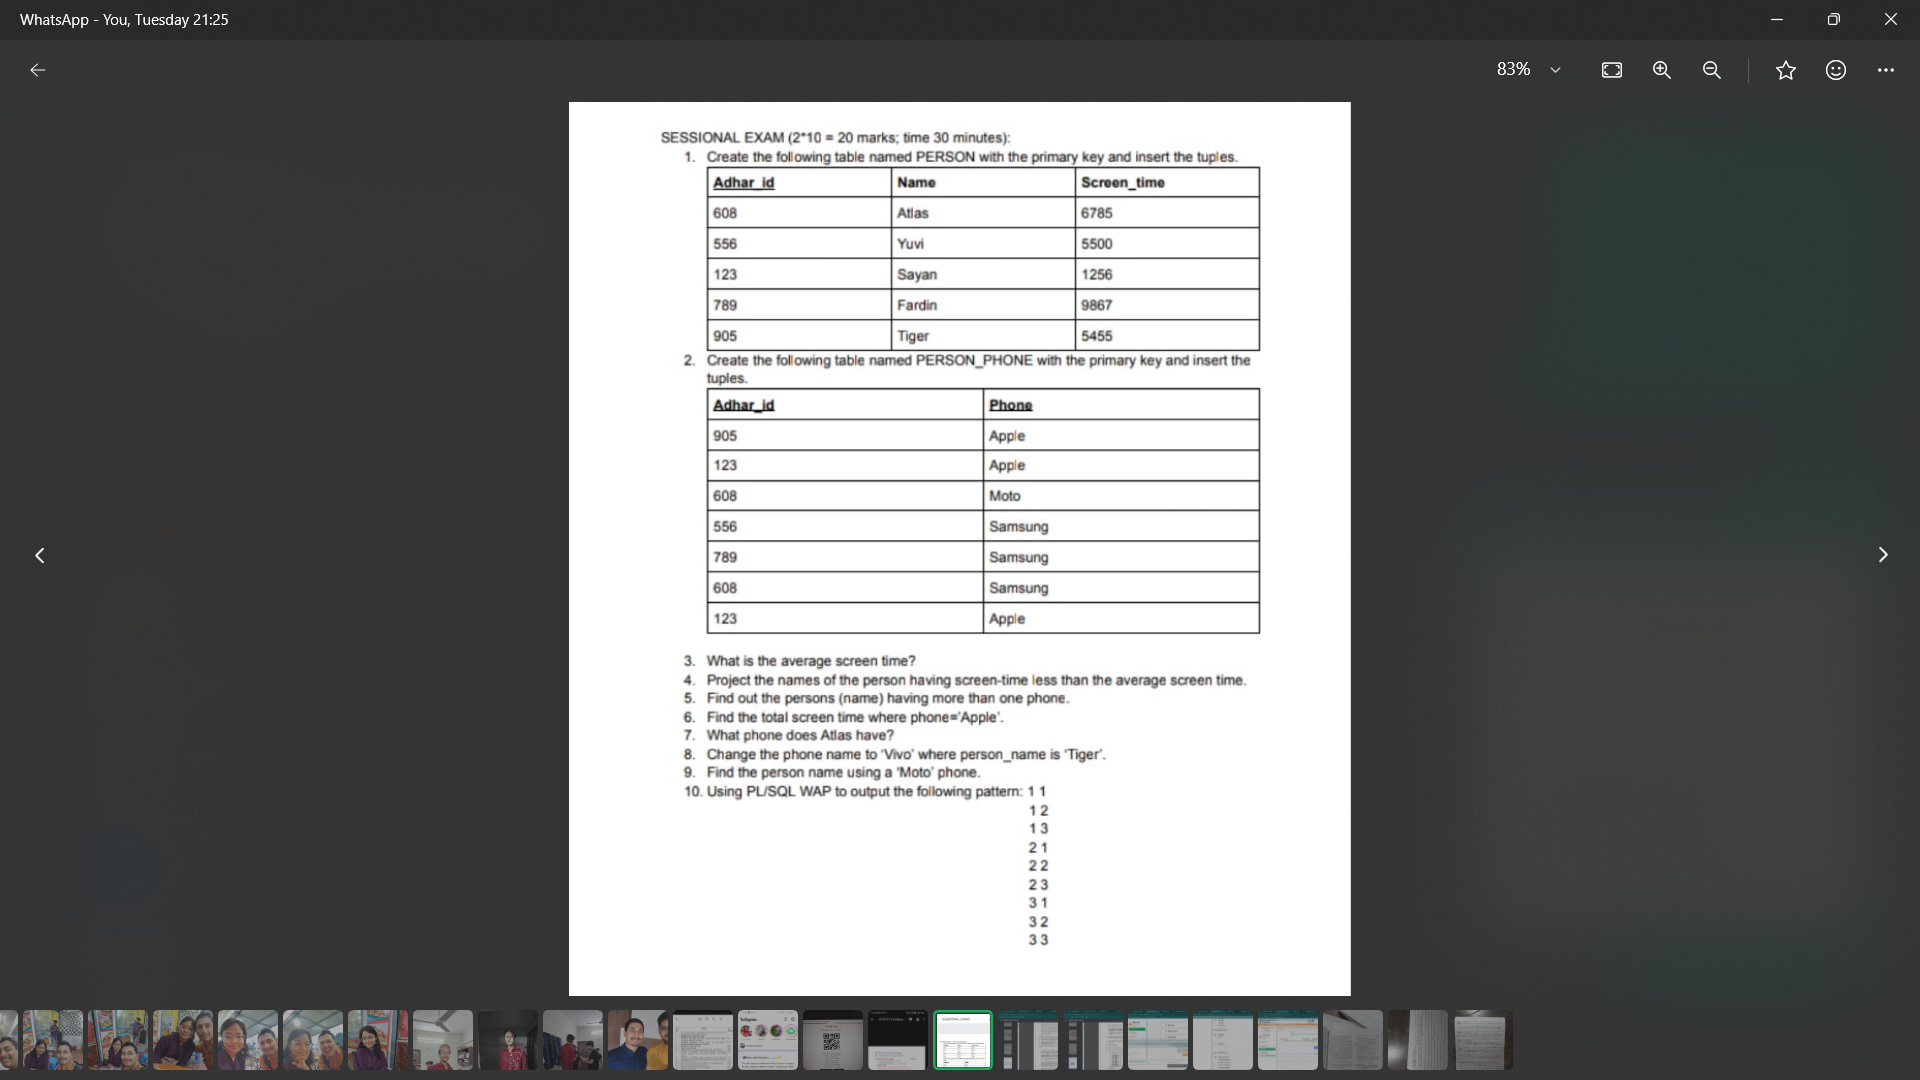 WhatsApp - You, Tuesday 21:25
83%
SESSIONAL EXAM (2*10 = 20 marks; time 30 minutes):
1. Create the following table named PERSON with the primary key and insert the tuples.
Adhar_id Name Screen_time
608 Atlas 6785
556 Yuvi 5500
123 Sayan 1256
789 Fardin 9867
905 Tiger 5455
2. Create the following table named PERSON_PHONE with the primary key and insert the
tuples.
Adhar_id Phone
905 Apple
123 Apple
608 Moto
556 Samsung
789 Samsung
608 Samsung
123 Apple
3. What is the average screen time?
4. Project the names of the person having screen-time less than the average screen time.
5. Find out the persons (name) having more than one phone.
6. Find the total screen time where phone='Apple'.
7. What phone does Atlas have?
8. Change the phone name to 'Vivo' where person_name is 'Tiger'.
9. Find the person name using a 'Moto' phone.
10. Using PL/SQL WAP to output the following pattern: 1 1
1 2
1 3
2 1
2 2
2 3
3 1
3 2
3 3